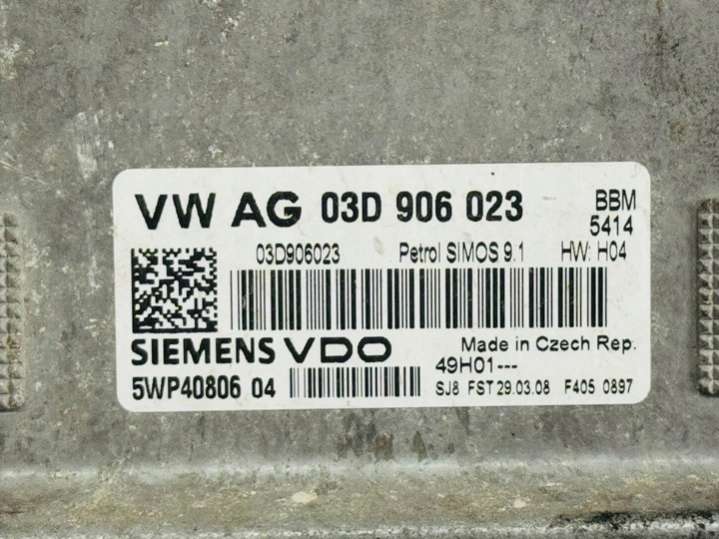 VW AG 03D 906 023 BBM
5414
03D906023 Petrol SIMOS 9.1 HW: H04
SIEMENS VDO Made in Czech Rep.
49H01---
5WP40806 04 SJ8 FST 29.03.08 F405 0897